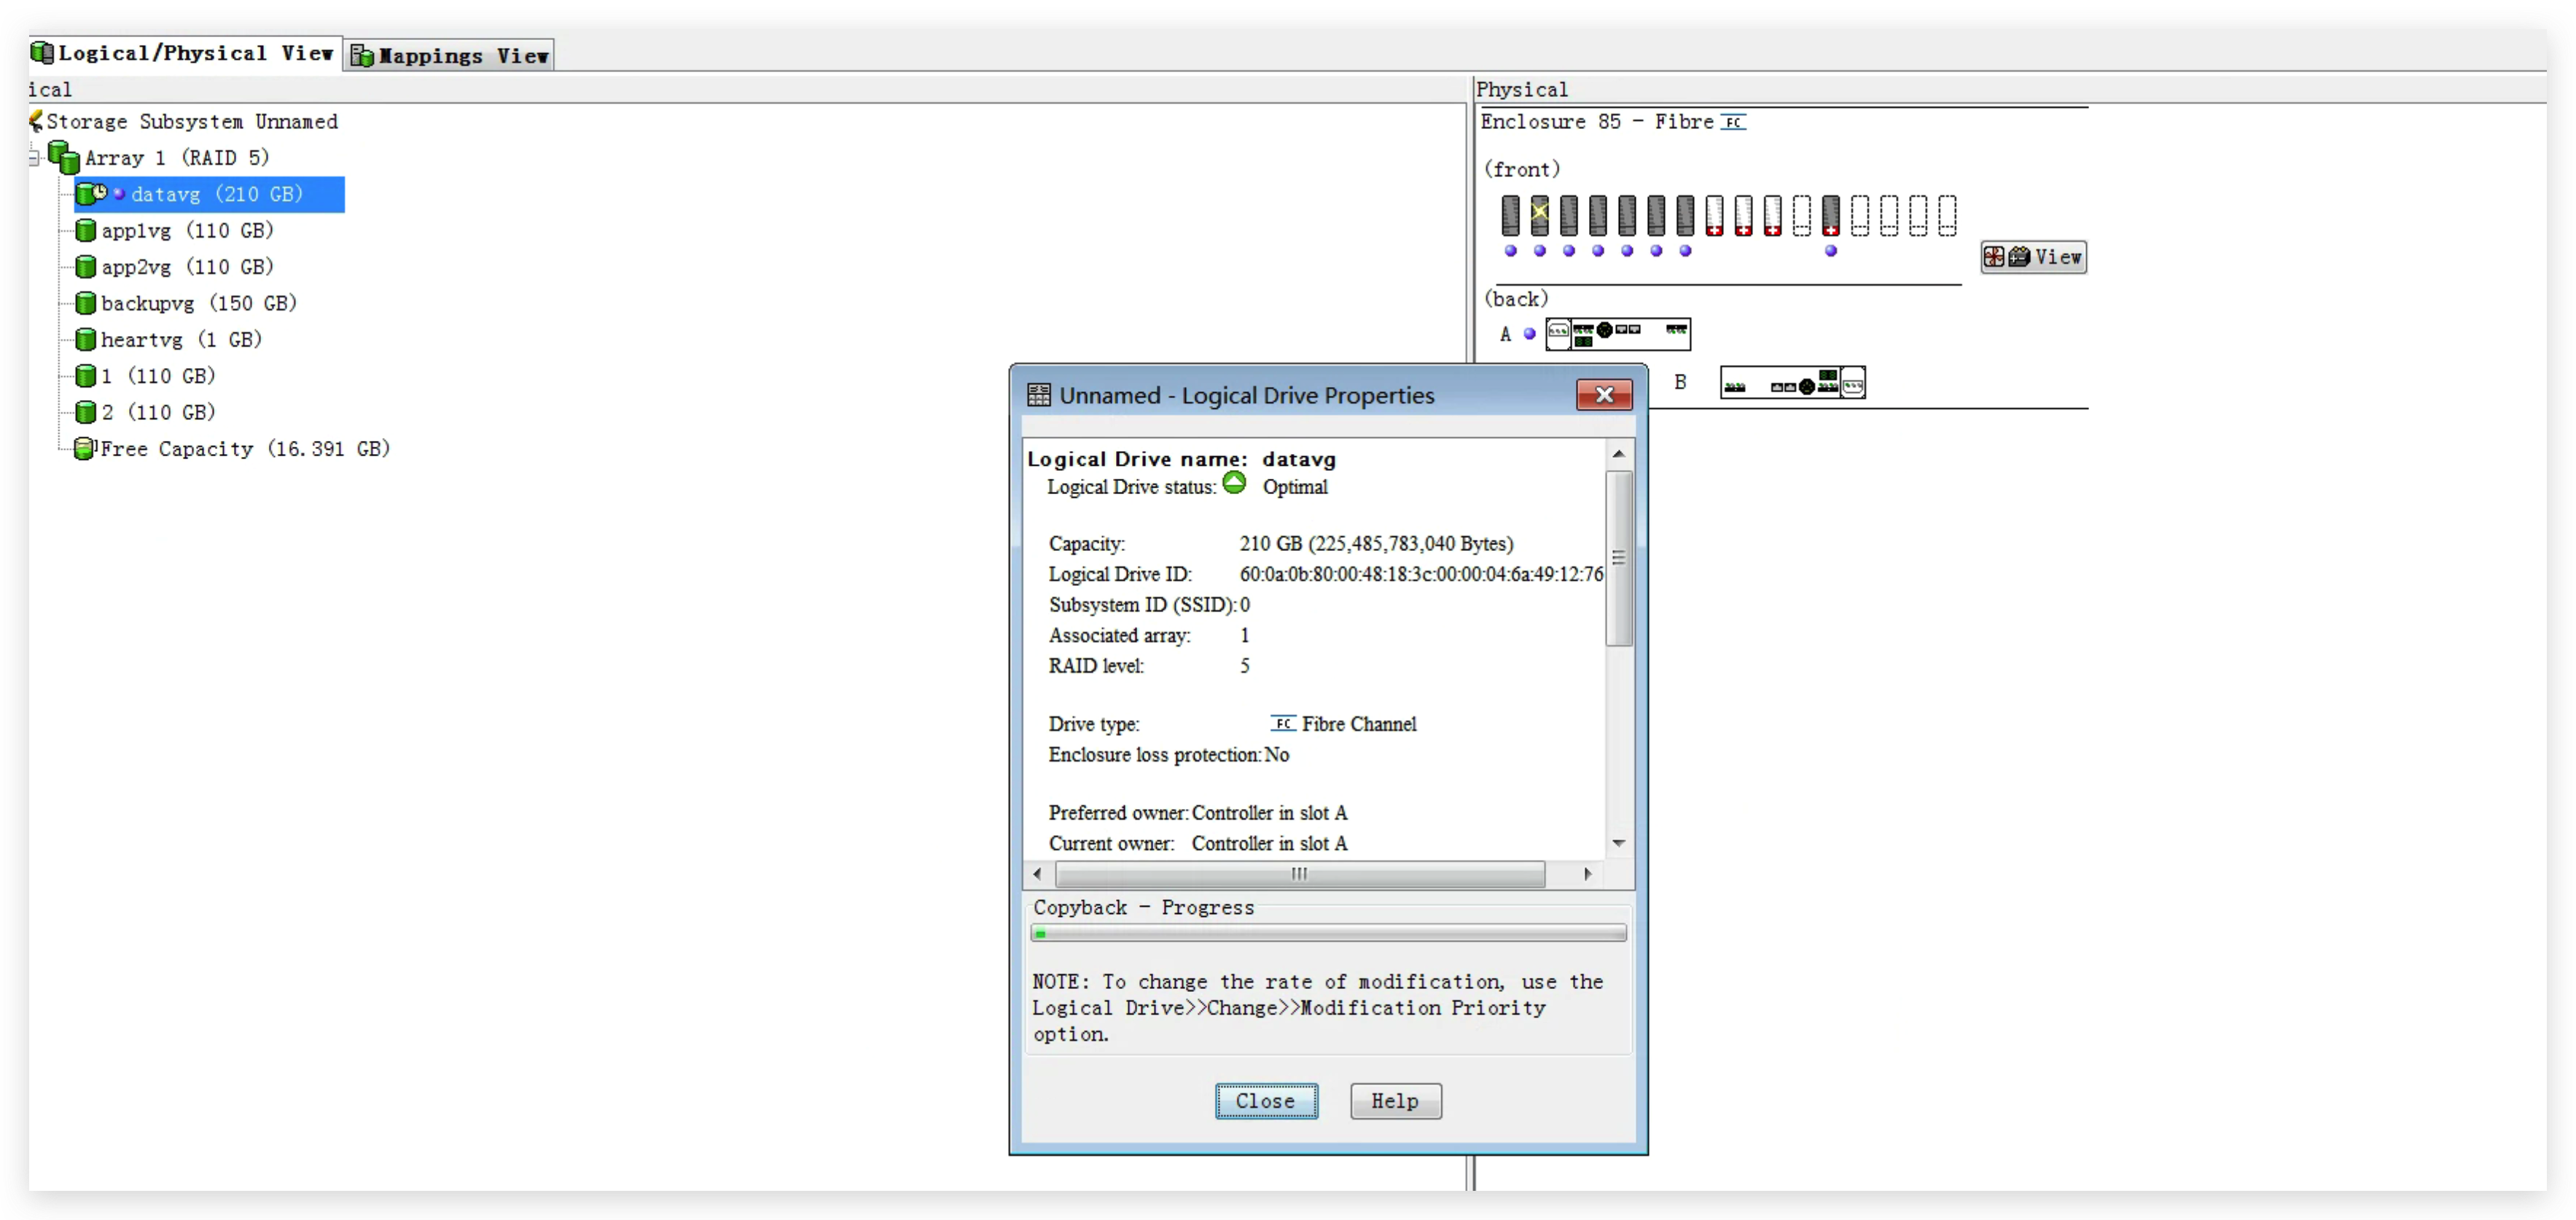 Logical/Physical View
Mappings View
ical
Storage Subsystem Unnamed
Array 1 (RAID 5)
datavg (210 GB)
app1vg (110 GB)
app2vg (110 GB)
backupvg (150 GB)
heartvg (1 GB)
1 (110 GB)
2 (110 GB)
Free Capacity (16.391 GB)
Physical
Enclosure 85 - Fibre FC
(front)
View
(back)
A
B
Unnamed - Logical Drive Properties
Logical Drive name: datavg
Logical Drive status: Optimal
Capacity: 210 GB (225,485,783,040 Bytes)
Logical Drive ID: 60:0a:0b:80:00:48:18:3c:00:00:04:6a:49:12:76
Subsystem ID (SSID): 0
Associated array: 1
RAID level: 5
Drive type: FC Fibre Channel
Enclosure loss protection: No
Preferred owner: Controller in slot A
Current owner: Controller in slot A
Copyback - Progress
NOTE: To change the rate of modification, use the
Logical Drive>>Change>>Modification Priority
option.
Close
Help